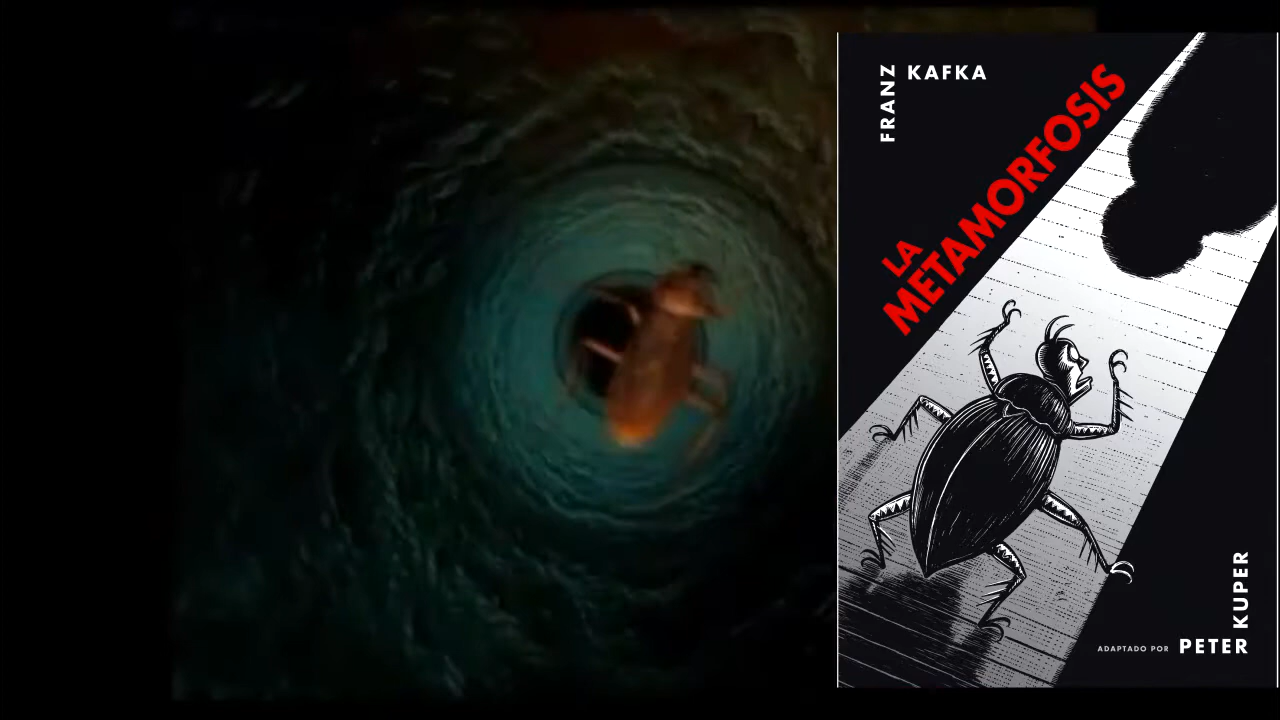 FRANZ
KAFKA
LA
METAMORFOSIS
ADAPTADO POR PETER
KUPER